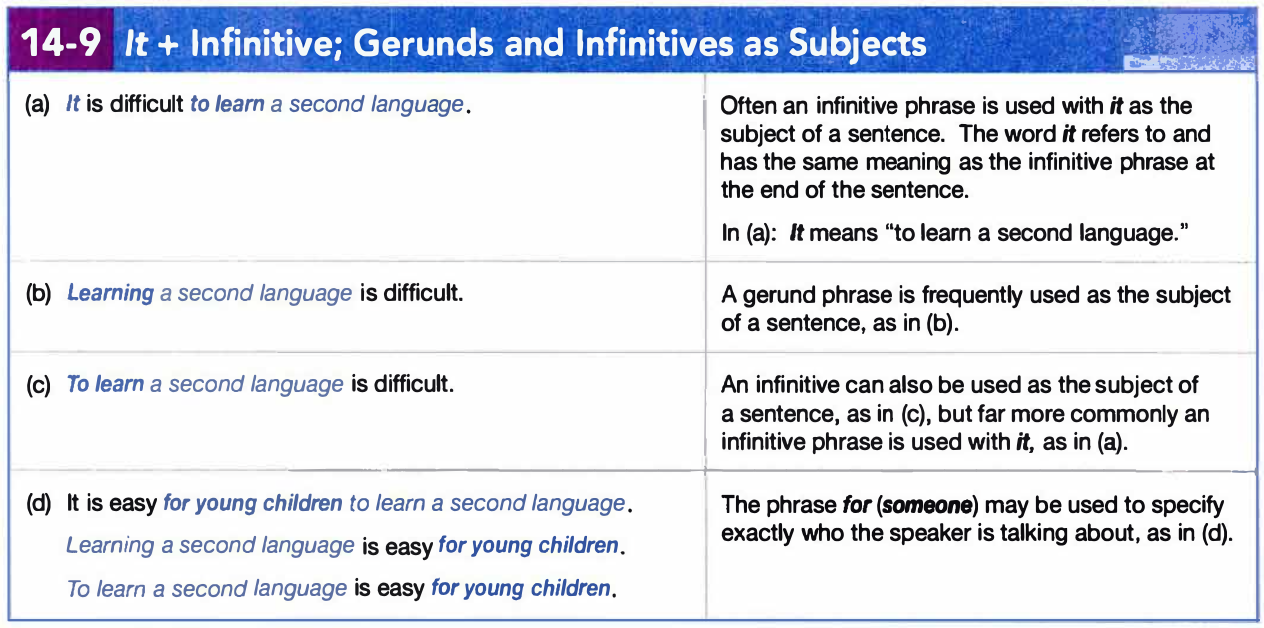 14-9 It + Infinitive; Gerunds and Infinitives as Subjects
(a) It is difficult to learn a second language.
Often an infinitive phrase is used with it as the
subject of a sentence. The word it refers to and
has the same meaning as the infinitive phrase at
the end of the sentence.
In (a): It means “to learn a second language.”
(b) Learning a second language is difficult.
A gerund phrase is frequently used as the subject
of a sentence, as in (b).
(c) To learn a second language is difficult.
An infinitive can also be used as the subject of
a sentence, as in (c), but far more commonly an
infinitive phrase is used with it, as in (a).
(d) It is easy for young children to learn a second language.
Learning a second language is easy for young children.
To learn a second language is easy for young children.
The phrase for (someone) may be used to specify
exactly who the speaker is talking about, as in (d).